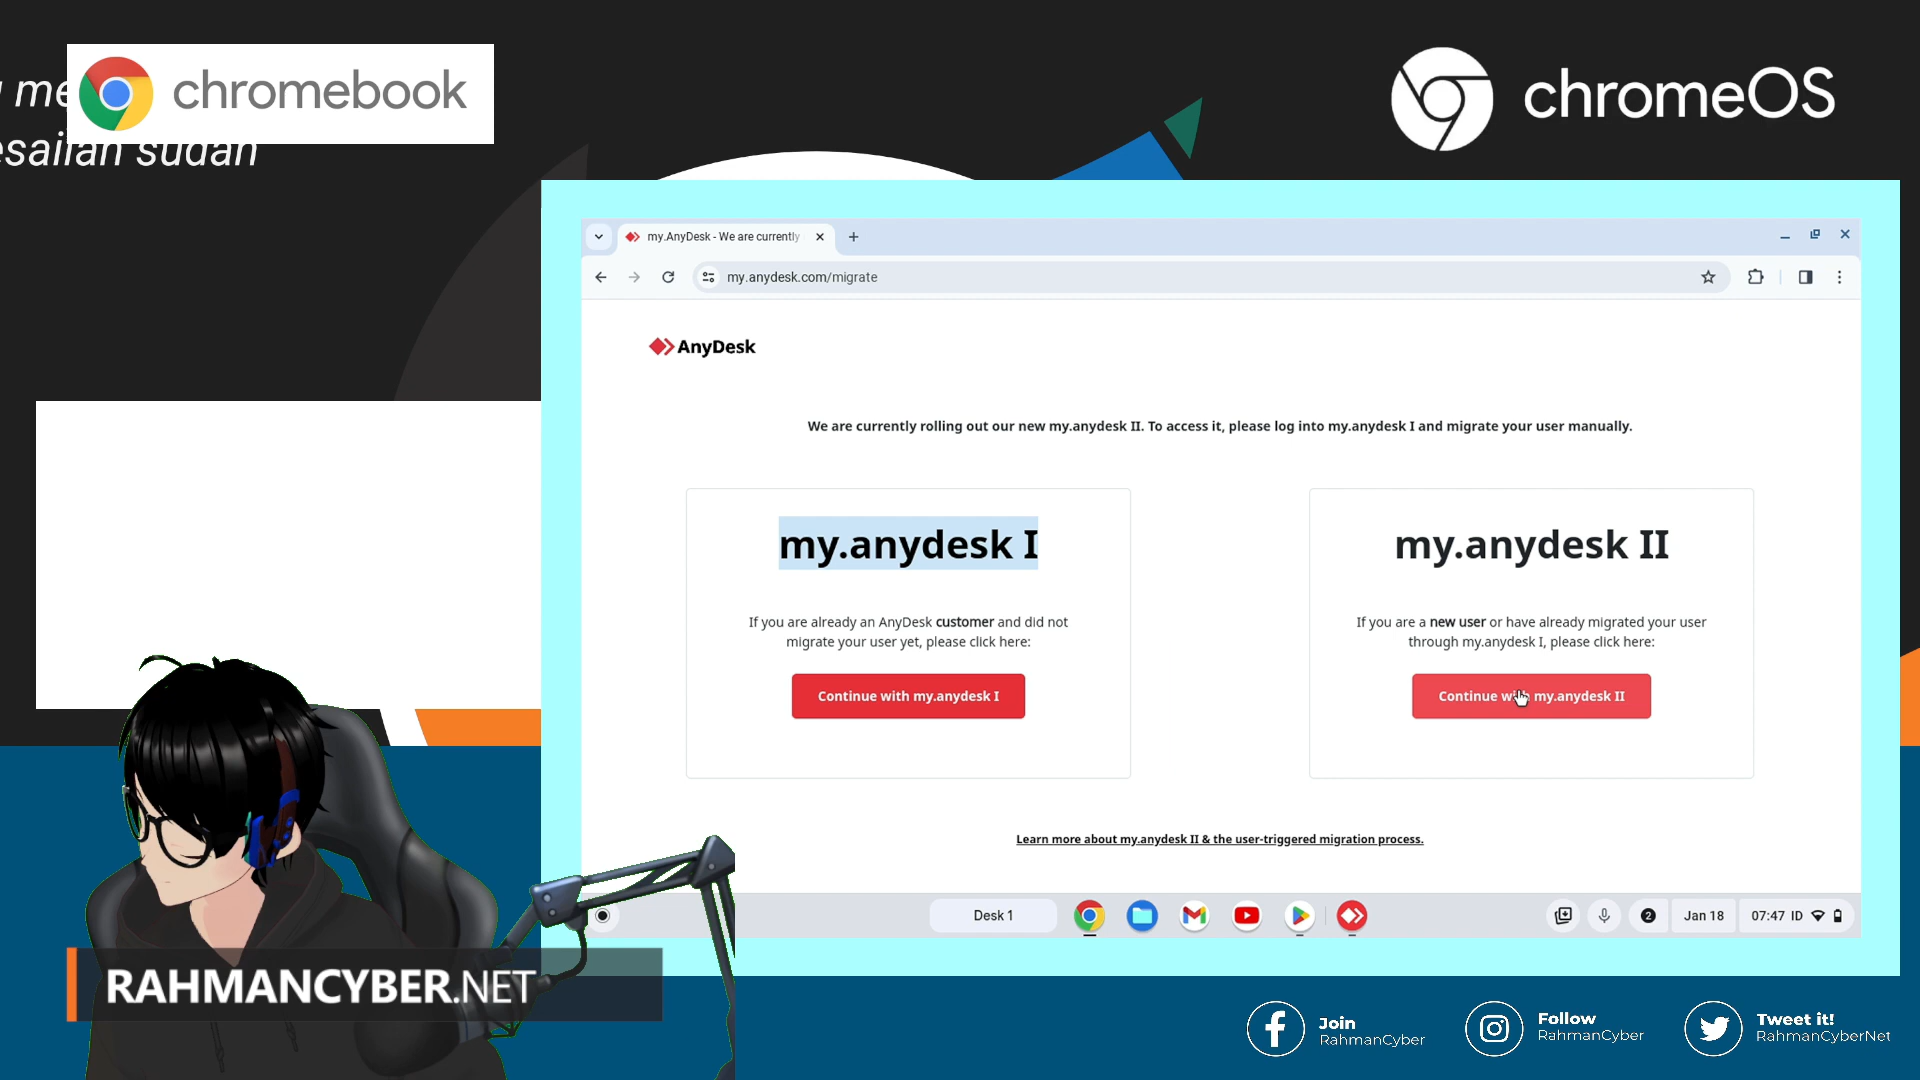 chromebook
chromeOS
me
esaian sudah
my.AnyDesk - We are currently
my.anydesk.com/migrate
AnyDesk
We are currently rolling out our new my.anydesk II. To access it, please log into my.anydesk I and migrate your user manually.
my.anydesk I
If you are already an AnyDesk customer and did not
migrate your user yet, please click here:
Continue with my.anydesk I
my.anydesk II
If you are a new user or have already migrated your user
through my.anydesk I, please click here:
Continue with my.anydesk II
Learn more about my.anydesk II & the user-triggered migration process.
Desk 1
2
Jan 18
07:47 ID
RAHMANCYBER.NET
Join
RahmanCyber
Follow
RahmanCyber
Tweet it!
RahmanCyberNet